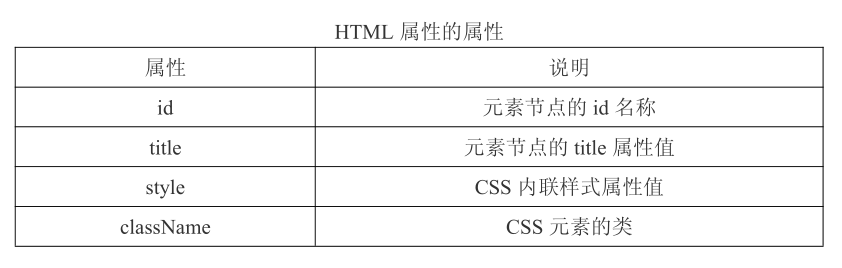 HTML 属性的属性
属性 说明
id 元素节点的 id 名称
title 元素节点的 title 属性值
style CSS 内联样式属性值
className CSS 元素的类